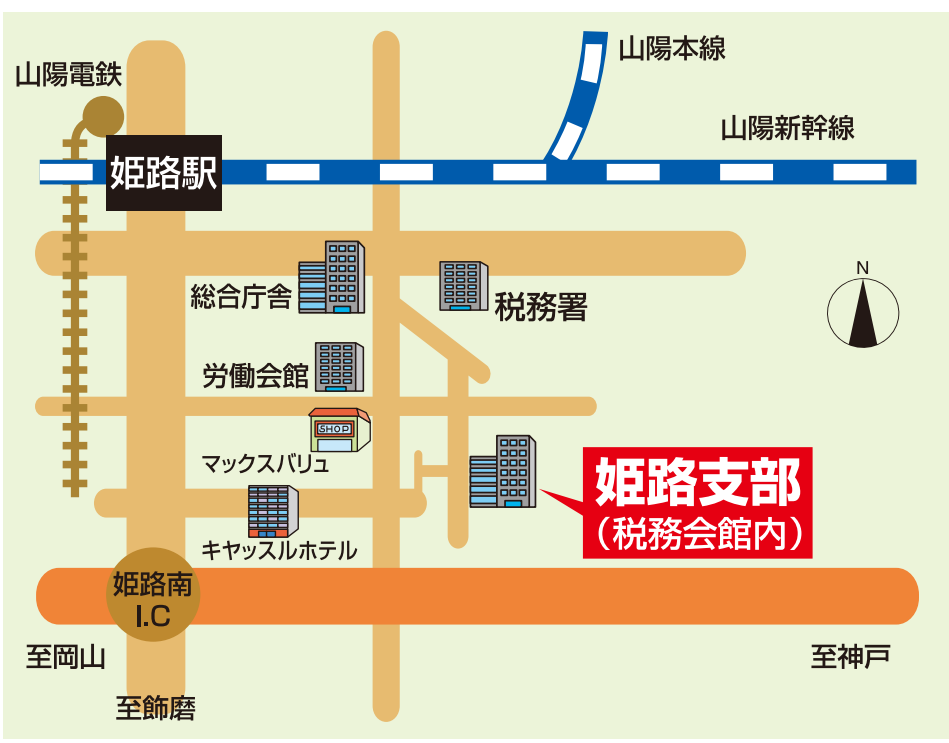 山陽本線
山陽電鉄
山陽新幹線
姫路駅
N
総合庁舎
税務署
労働会館
SHOP
マックスバリュ
姫路支部
（税務会館内）
キャッスルホテル
姫路南
I.C
至岡山
至神戸
至飾磨